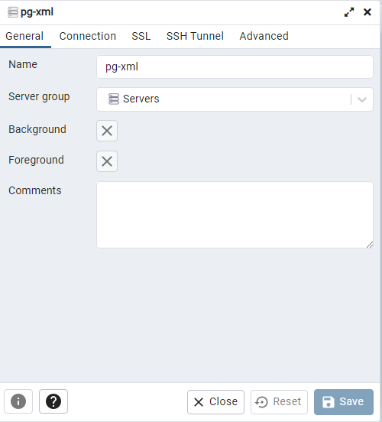 pg-xml
General Connection SSL SSH Tunnel Advanced
Name pg-xml
Server group Servers
Background
Foreground
Comments
Close Reset Save